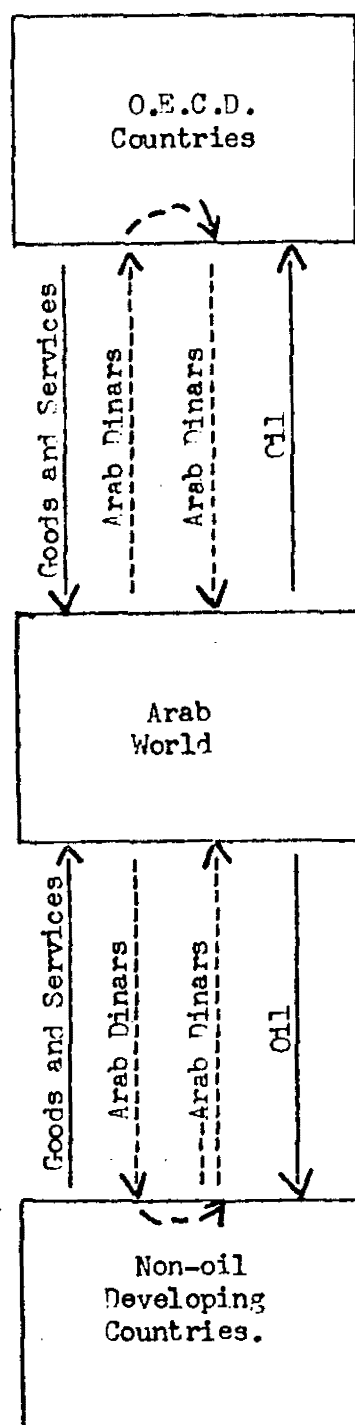 O.E.C.D.
Countries
Goods and Services
Arab Dinars
Arab Dinars
Oil
Arab
World
Goods and Services
Arab Dinars
Arab Dinars
Oil
Non-oil
Developing
Countries.